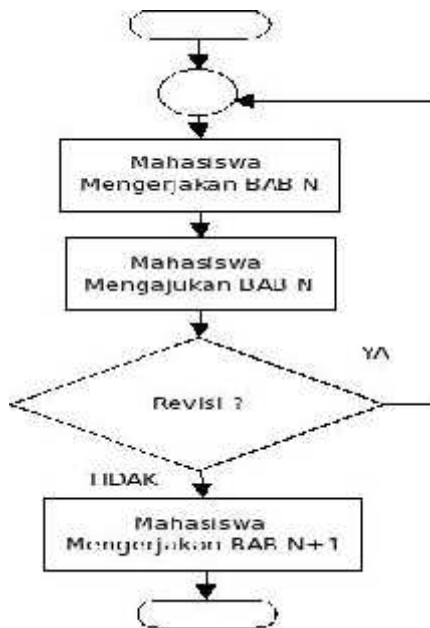 Mahasiswa
Mengerjakan BAB N
Mahasiswa
Mengajukan BAB N
YA
Revisi ?
TIDAK
Mahasiswa
Mengerjakan BAB N+1